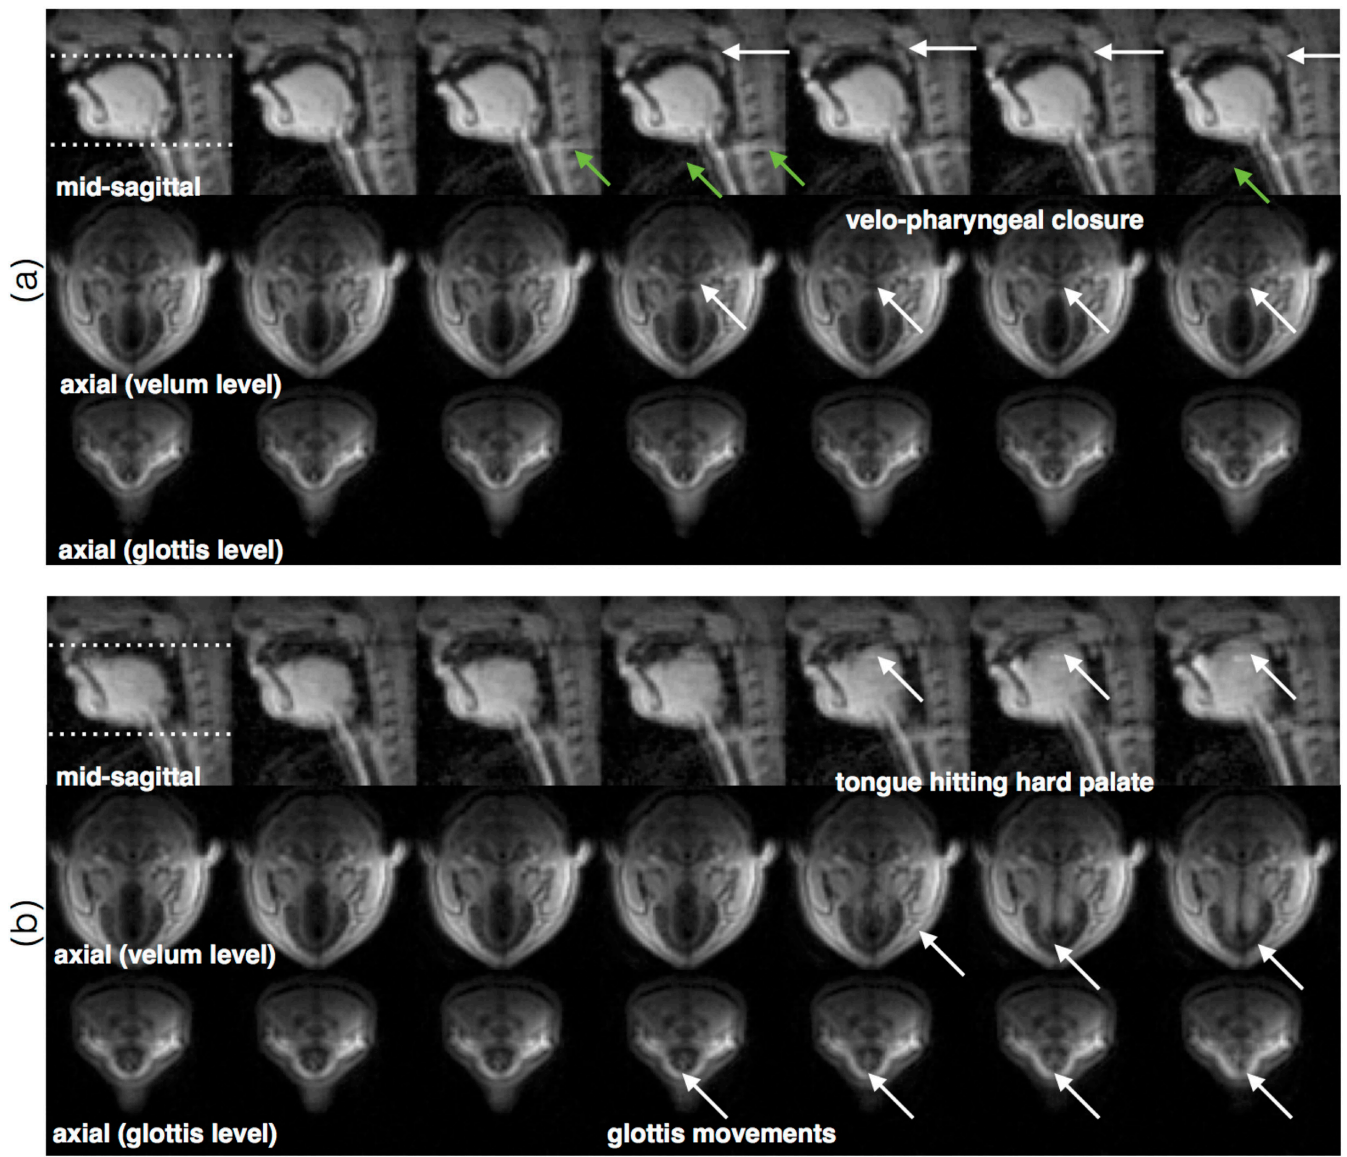 (a)
mid-sagittal
velo-pharyngeal closure
axial (velum level)
axial (glottis level)
(b)
mid-sagittal
tongue hitting hard palate
axial (velum level)
axial (glottis level)
glottis movements